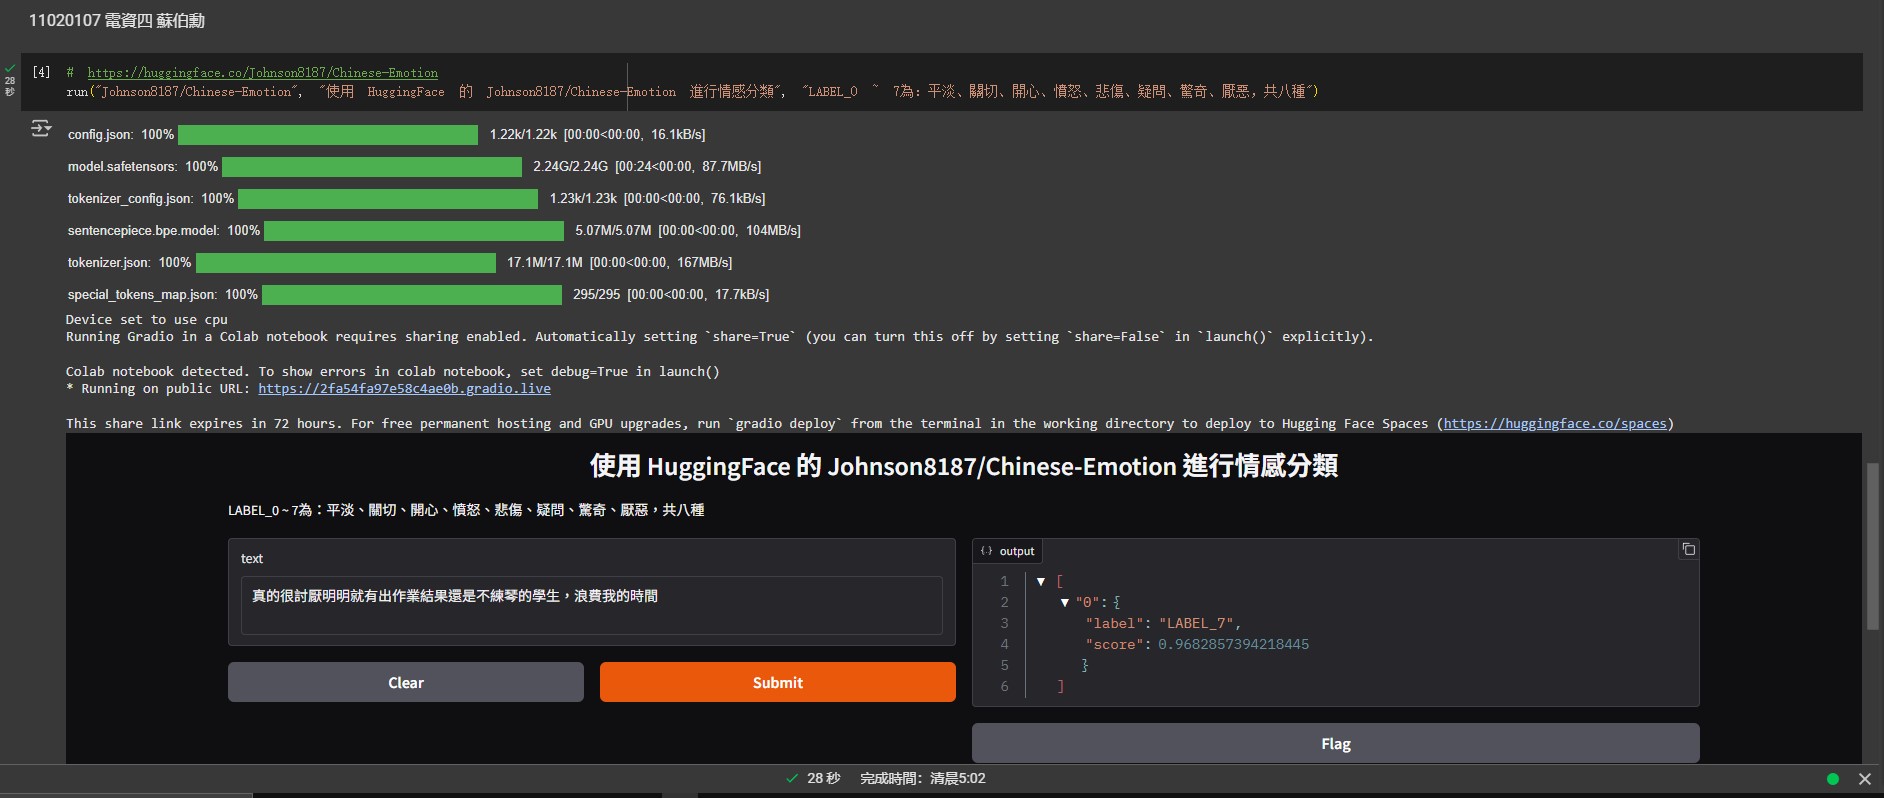 11020107 電資四 蘇伯勳
28
秒
[4] # https://huggingface.co/Johnson8187/Chinese-Emotion
run("Johnson8187/Chinese-Emotion", "使用 HuggingFace 的 Johnson8187/Chinese-Emotion 進行情感分類", "LABEL_0 ~ 7為：平淡、關切、開心、憤怒、悲傷、疑問、驚奇、厭惡，共八種")
config.json: 100% 1.22k/1.22k [00:00<00:00, 16.1kB/s]
model.safetensors: 100% 2.24G/2.24G [00:24<00:00, 87.7MB/s]
tokenizer_config.json: 100% 1.23k/1.23k [00:00<00:00, 76.1kB/s]
sentencepiece.bpe.model: 100% 5.07M/5.07M [00:00<00:00, 104MB/s]
tokenizer.json: 100% 17.1M/17.1M [00:00<00:00, 167MB/s]
special_tokens_map.json: 100% 295/295 [00:00<00:00, 17.7kB/s]
Device set to use cpu
Running Gradio in a Colab notebook requires sharing enabled. Automatically setting `share=True` (you can turn this off by setting `share=False` in `launch()` explicitly).
Colab notebook detected. To show errors in colab notebook, set debug=True in launch()
* Running on public URL: https://2fa54fa97e58c4ae0b.gradio.live
This share link expires in 72 hours. For free permanent hosting and GPU upgrades, run `gradio deploy` from the terminal in the working directory to deploy to Hugging Face Spaces (https://huggingface.co/spaces)
使用 HuggingFace 的 Johnson8187/Chinese-Emotion 進行情感分類
LABEL_0 ~ 7為：平淡、關切、開心、憤怒、悲傷、疑問、驚奇、厭惡，共八種
text
真的很討厭明明就有出作業結果還是不練琴的學生，浪費我的時間
Clear
Submit
{.} output
1 ▼ [
2 ▼ "0": {
3 "label": "LABEL_7",
4 "score": 0.9682857394218445
5 }
6 ]
Flag
✓ 28 秒 完成時間：清晨5:02